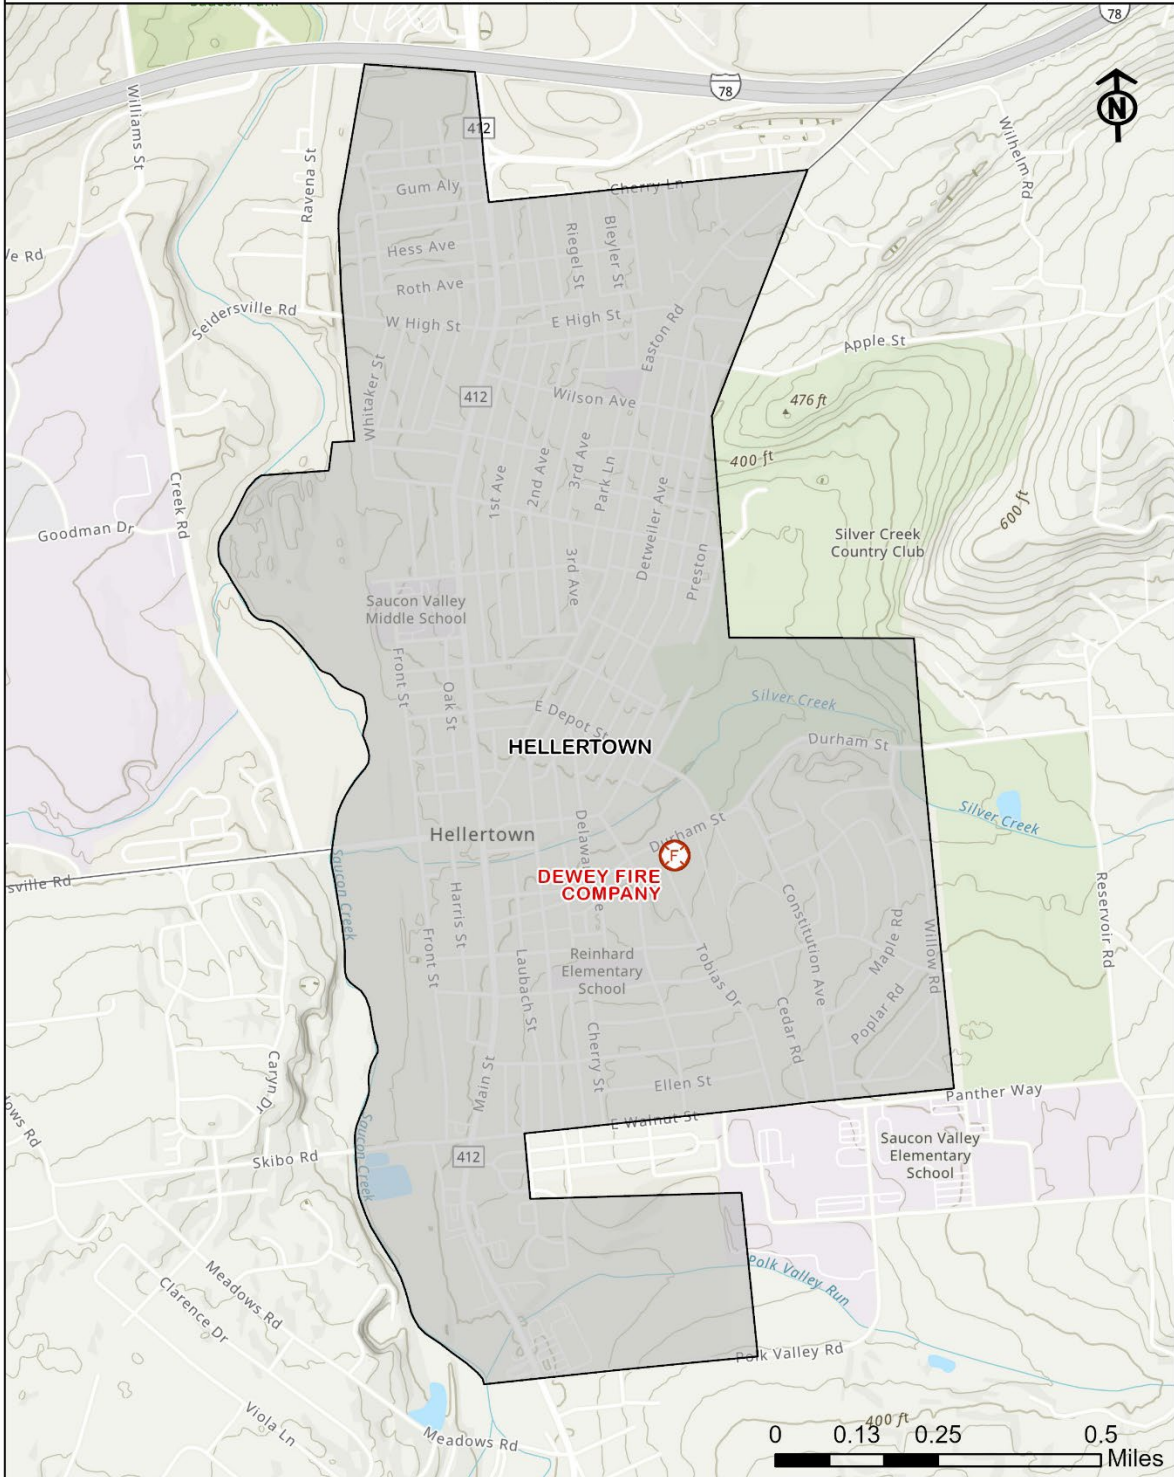 78
78
412
N
Williams St
Ravena St
Wilhelm Rd
Gum Aly
Cherry Ln
Riegel St
Bleyler St
Hess Ave
Roth Ave
Seidersville Rd
W High St
E High St
Easton Rd
Apple St
Whitaker St
412
Wilson Ave
476 ft
400 ft
600 ft
1st Ave
2nd Ave
3rd Ave
Park Ln
Detweiler Ave
Preston
Creek Rd
Goodman Dr
Silver Creek
Country Club
3rd Ave
Saucon Valley
Middle School
Front St
Oak St
E Depot St
Silver Creek
Durham St
HELLERTOWN
Hellertown
Delaware
Durham St
Silver Creek
F
DEWEY FIRE
COMPANY
sville Rd
Saucon Creek
Harris St
Front St
Laubach St
Reinhard
Elementary
School
Tobias Dr
Constitution Ave
Maple Rd
Willow Rd
Poplar Rd
Cedar Rd
Reservoir Rd
Caryn Dr
Main St
Cherry St
Ellen St
E Walnut St
Panther Way
Saucon Valley
Elementary
School
Skibo Rd
412
Saucon Creek
Meadows Rd
Clarence Dr
Polk Valley Run
Polk Valley Rd
Viola Ln
Meadows Rd
400 ft
0 0.13 0.25 0.5
Miles